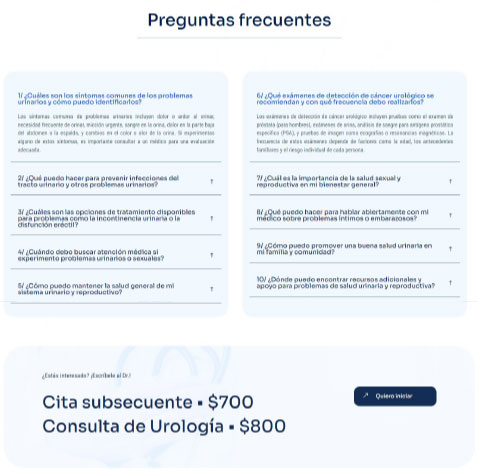 Preguntas frecuentes
1/ ¿Cuáles son los síntomas comunes de los problemas
urinarios y cómo puedo identificarlos?
Los síntomas comunes de problemas urinarios incluyen dolor o ardor al orinar,
necesidad frecuente de orinar, micción urgente, sangre en la orina, dolor en la parte baja
del abdomen o la espalda, y cambios en el color o olor de la orina. Si experimentas
alguno de estos síntomas, es importante consultar a un médico para una evaluación
adecuada.
2/ ¿Qué puedo hacer para prevenir infecciones del
tracto urinario y otros problemas urinarios?
3/ ¿Cuáles son las opciones de tratamiento disponibles
para problemas como la incontinencia urinaria o la
disfunción eréctil?
4/ ¿Cuándo debo buscar atención médica si
experimento problemas urinarios o sexuales?
5/ ¿Cómo puedo mantener la salud general de mi
sistema urinario y reproductivo?
6/ ¿Qué exámenes de detección de cáncer urológico se
recomiendan y con qué frecuencia debo realizarlos?
Los exámenes de detección de cáncer urológico incluyen pruebas como el examen de
próstata (para hombres), exámenes de orina, análisis de sangre para antígeno prostático
específico (PSA), y pruebas de imagen como ecografías o resonancias magnéticas. La
frecuencia de estos exámenes depende de factores como la edad, los antecedentes
familiares y el riesgo individual de cada persona.
7/ ¿Cuál es la importancia de la salud sexual y
reproductiva en mi bienestar general?
8/ ¿Qué puedo hacer para hablar abiertamente con mi
médico sobre problemas íntimos o embarazosos?
9/ ¿Cómo puedo promover una buena salud urinaria en
mi familia y comunidad?
10/ ¿Dónde puedo encontrar recursos adicionales y
apoyo para problemas de salud urinaria y reproductiva?
¿Estás interesado? ¡Escríbele al Dr.!
Cita subsecuente • $700
Consulta de Urología • $800
Quiero iniciar